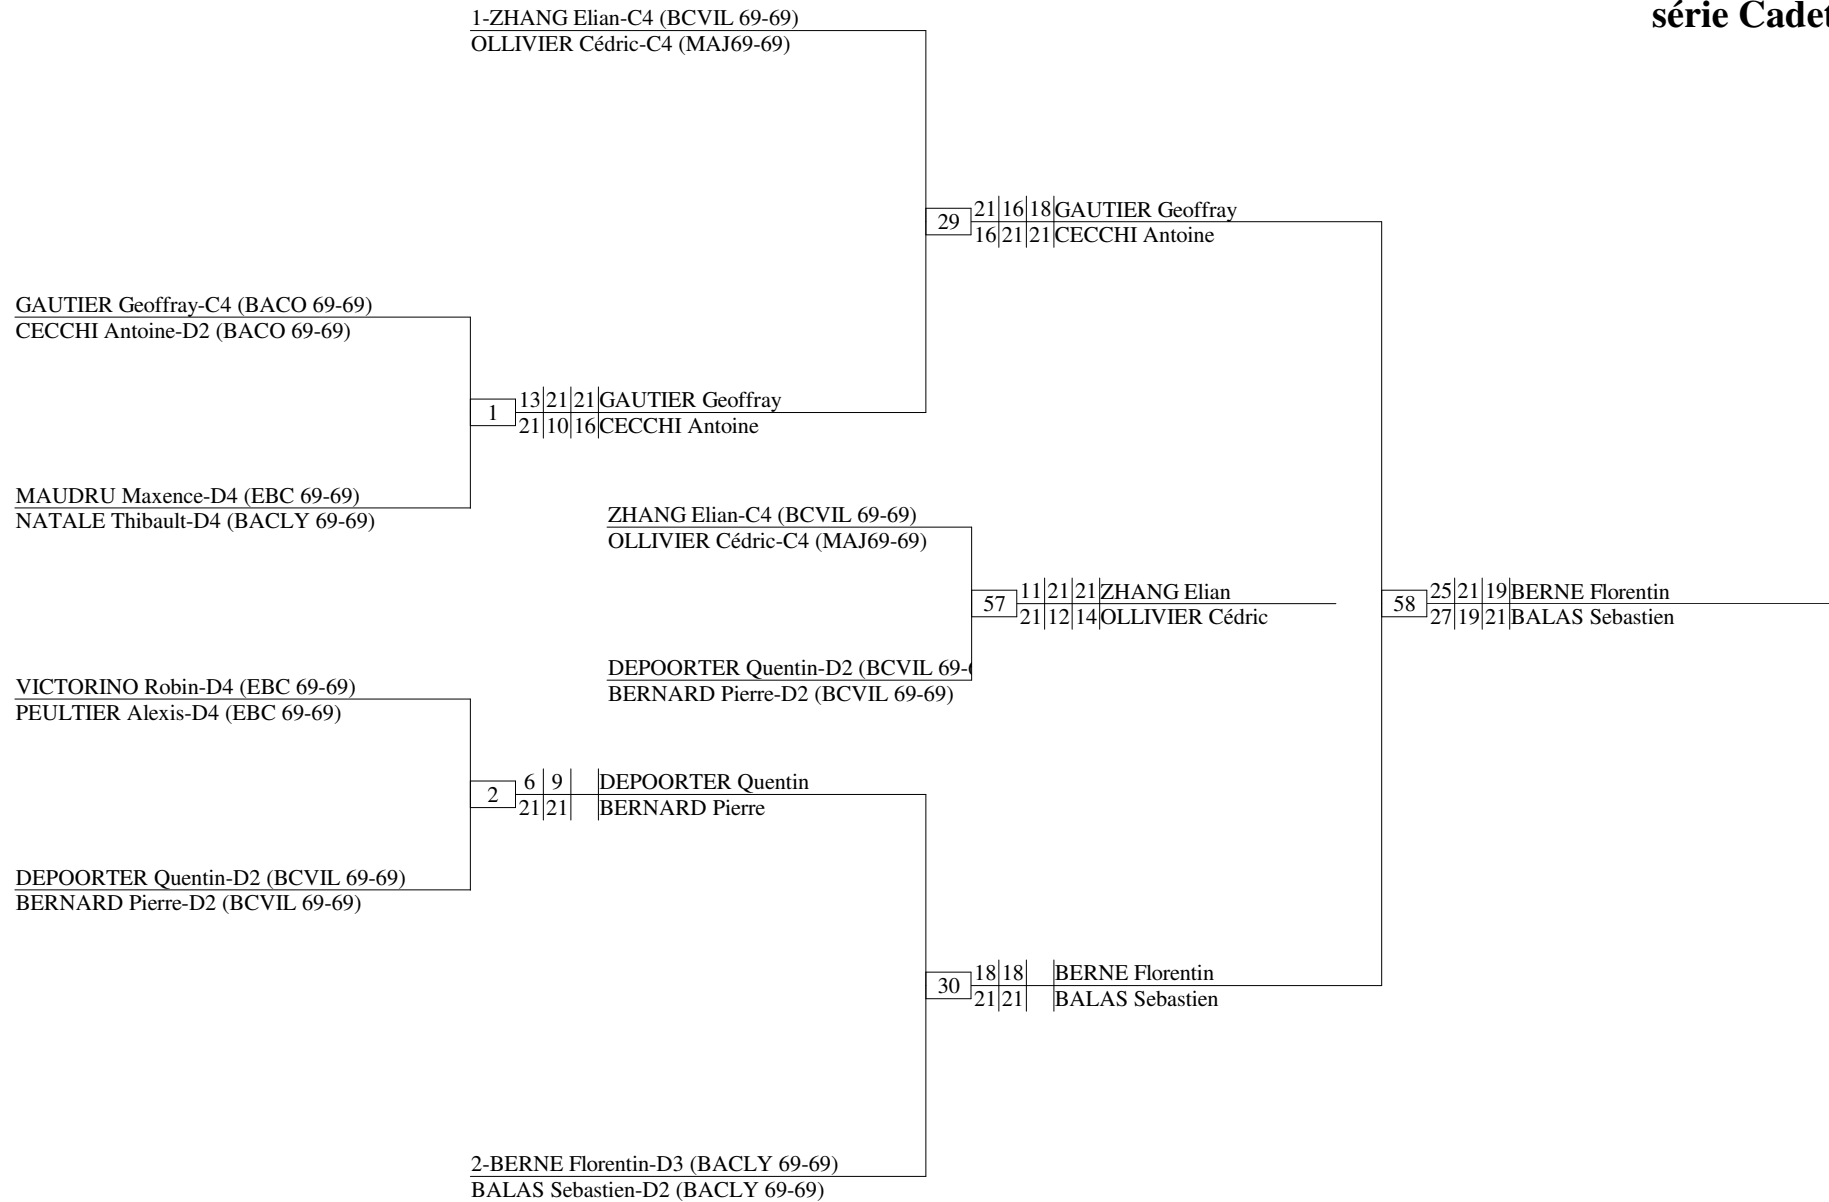 série Cadet
1-ZHANG Elian-C4 (BCVIL 69-69)
OLLIVIER Cédric-C4 (MAJ69-69)
29 21 16 18 GAUTIER Geoffray
16 21 21 CECCHI Antoine
GAUTIER Geoffray-C4 (BACO 69-69)
CECCHI Antoine-D2 (BACO 69-69)
1 13 21 21 GAUTIER Geoffray
21 10 16 CECCHI Antoine
MAUDRU Maxence-D4 (EBC 69-69)
NATALE Thibault-D4 (BACLY 69-69)
ZHANG Elian-C4 (BCVIL 69-69)
OLLIVIER Cédric-C4 (MAJ69-69)
57 11 21 21 ZHANG Elian
21 12 14 OLLIVIER Cédric
58 25 21 19 BERNE Florentin
27 19 21 BALAS Sebastien
DEPOORTER Quentin-D2 (BCVIL 69-
BERNARD Pierre-D2 (BCVIL 69-69)
VICTORINO Robin-D4 (EBC 69-69)
PEULTIER Alexis-D4 (EBC 69-69)
2 6 9 DEPOORTER Quentin
21 21 BERNARD Pierre
DEPOORTER Quentin-D2 (BCVIL 69-69)
BERNARD Pierre-D2 (BCVIL 69-69)
30 18 18 BERNE Florentin
21 21 BALAS Sebastien
2-BERNE Florentin-D3 (BACLY 69-69)
BALAS Sebastien-D2 (BACLY 69-69)